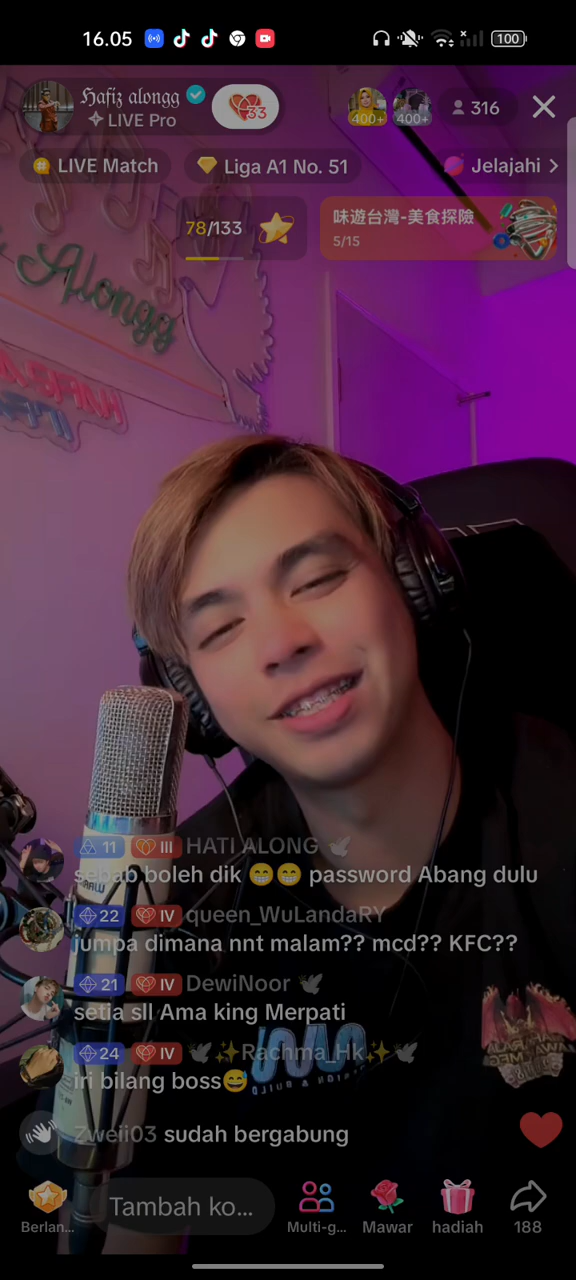 16.05
100
Hafiz alongg
LIVE Pro
33
400+
400+
316
LIVE Match
Liga A1 No. 51
Jelajahi
78/133
味遊台灣-美食探險
5/15
Alongg
11 III HATI ALONG
sebab boleh dik 😁😁 password Abang dulu
22 IV queen_WuLandaRY
jumpa dimana nnt malam?? mcd?? KFC??
21 IV DewiNoor 🕊
setia sll Ama king Merpati
24 IV 🕊✨Rachma_Hk✨🕊
iri bilang boss😅
Zweii03 sudah bergabung
Berlan...
Tambah ko...
Multi-g...
Mawar
hadiah
188